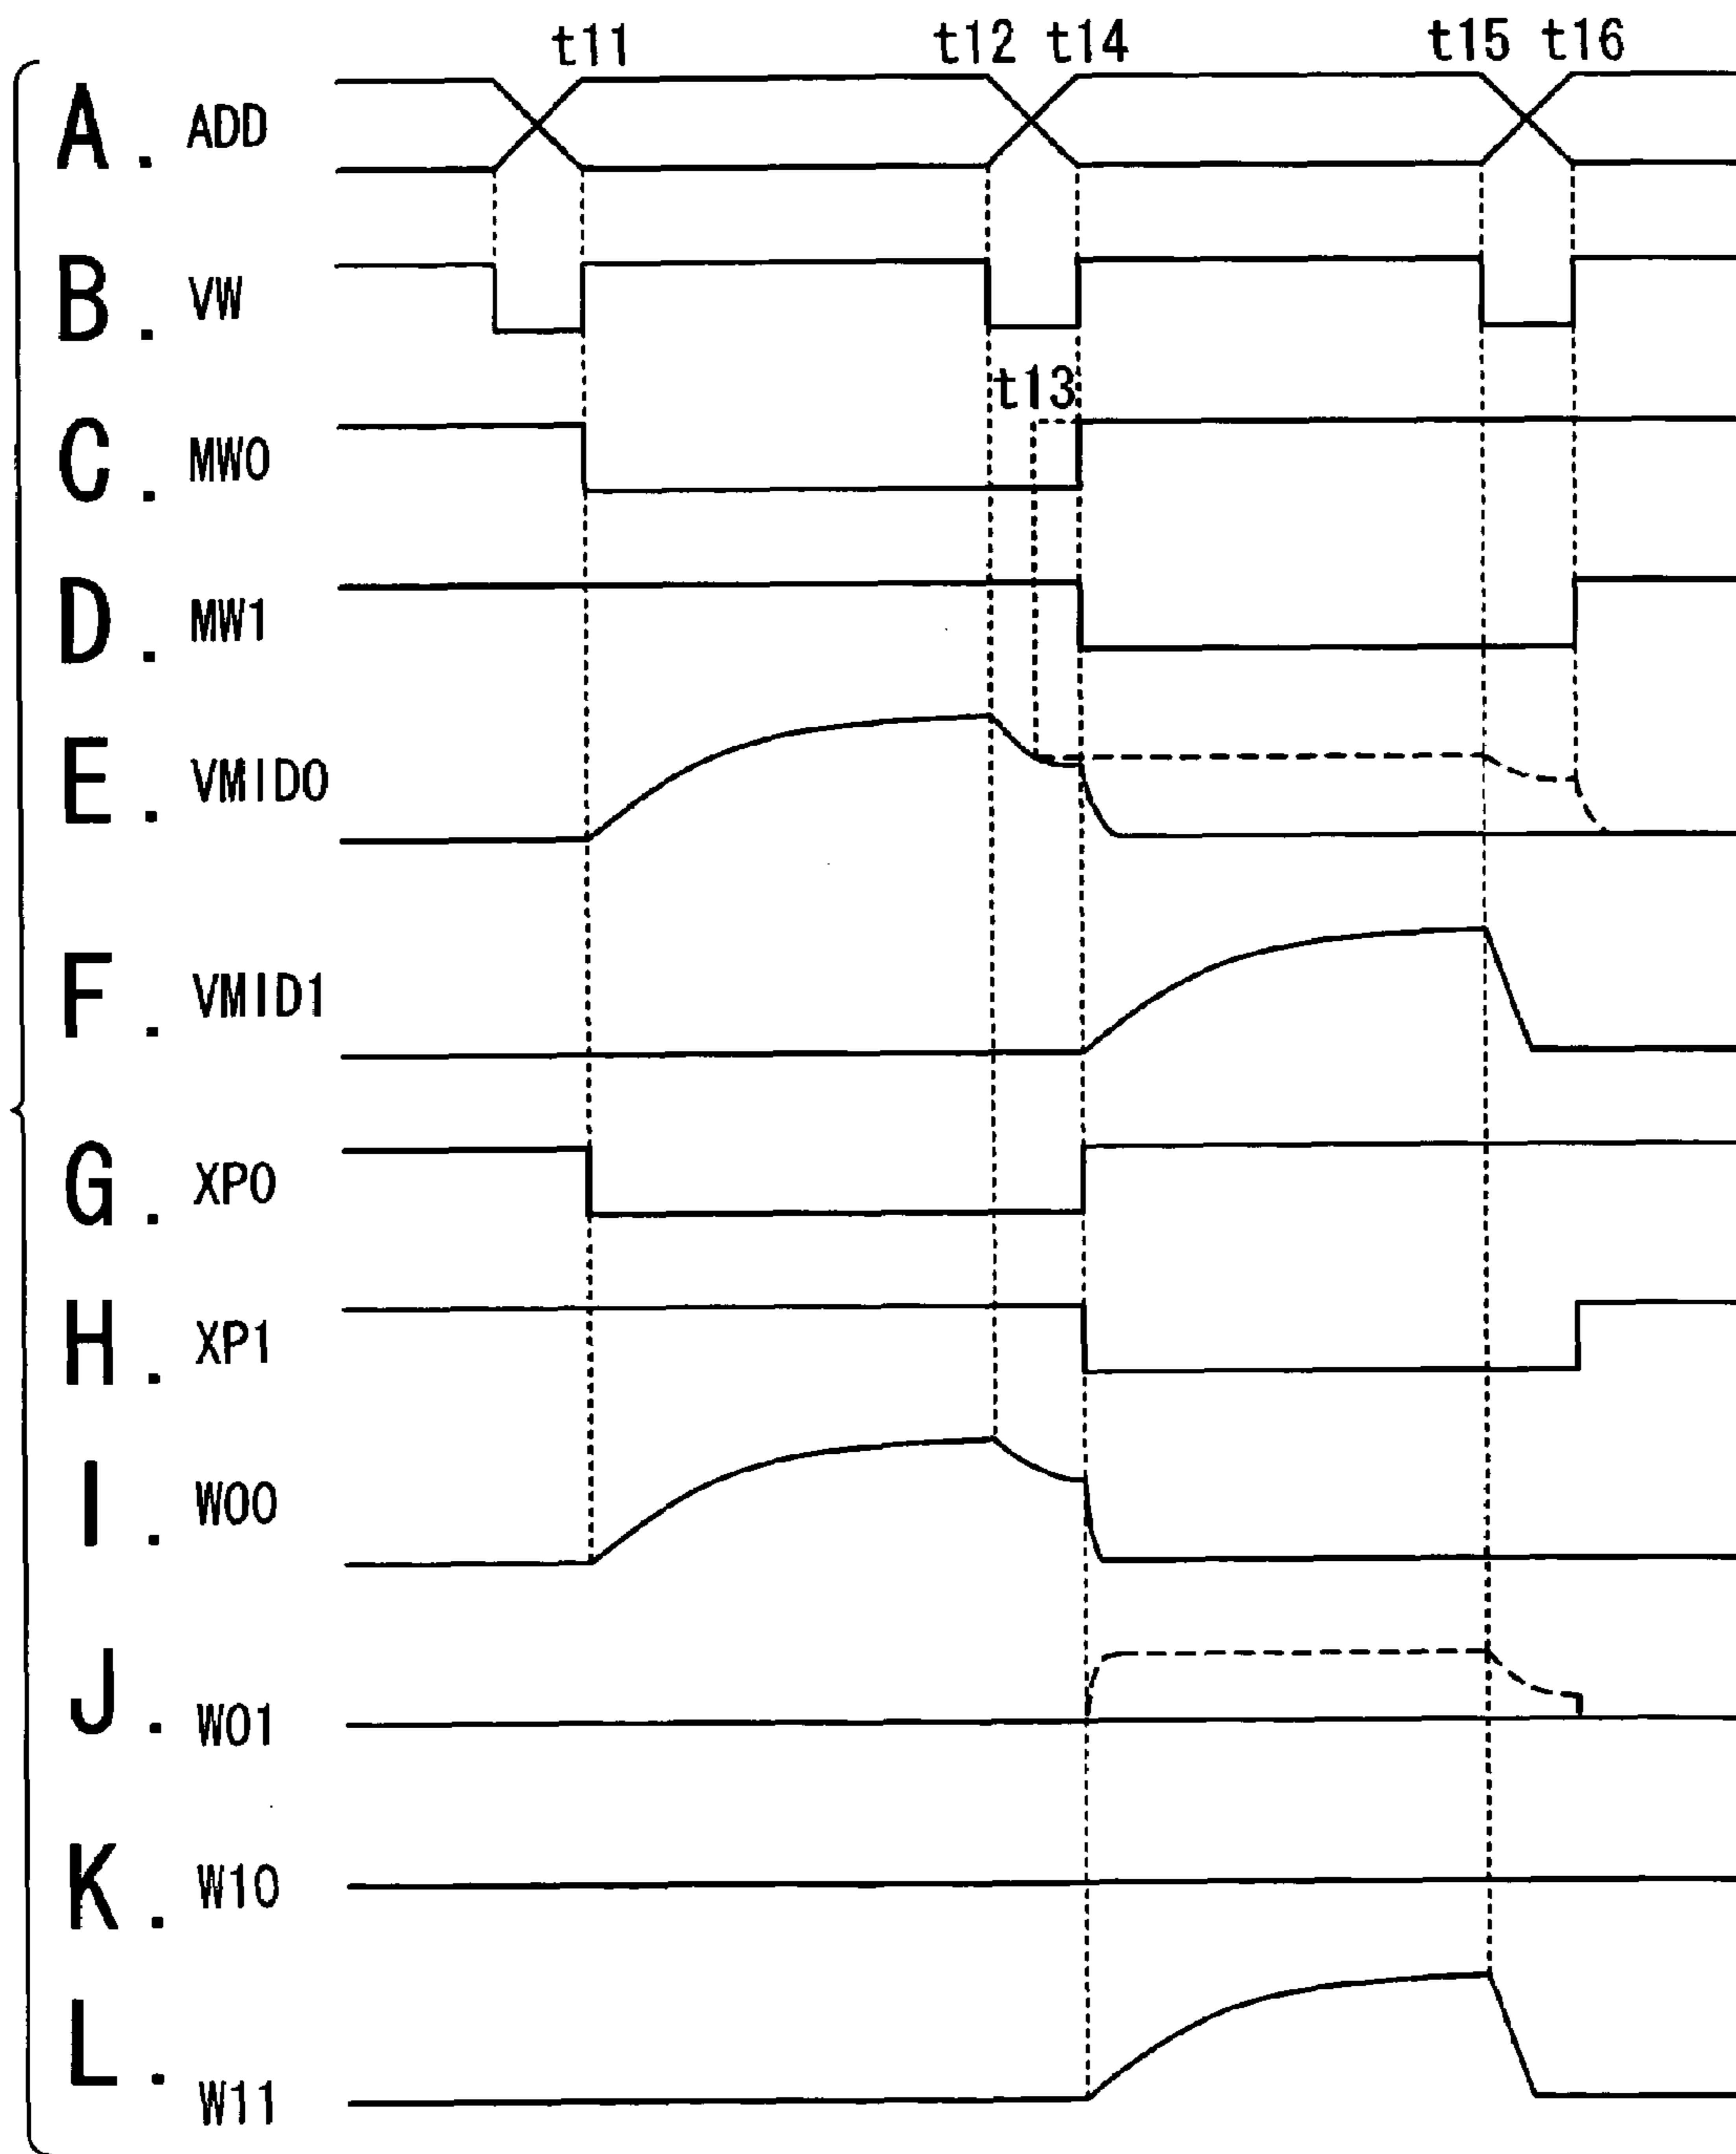 t11 t12 t14 t15 t16
A. ADD
B. VW
t13
C. MW0
D. MW1
E. VMID0
F. VMID1
G. XP0
H. XP1
I. W00
J. W01
K. W10
L. W11